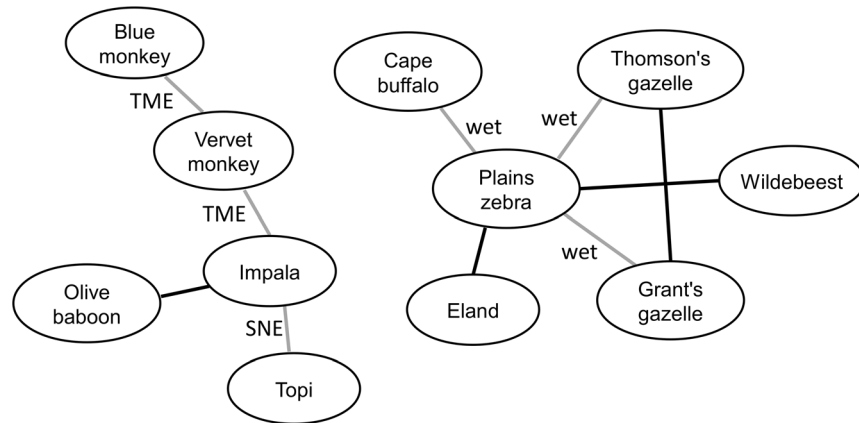 Blue
monkey
TME
Vervet
monkey
TME
Impala
Olive
baboon
SNE
Topi
Cape
buffalo
wet
Thomson's
gazelle
wet
Plains
zebra
Wildebeest
wet
Eland
Grant's
gazelle